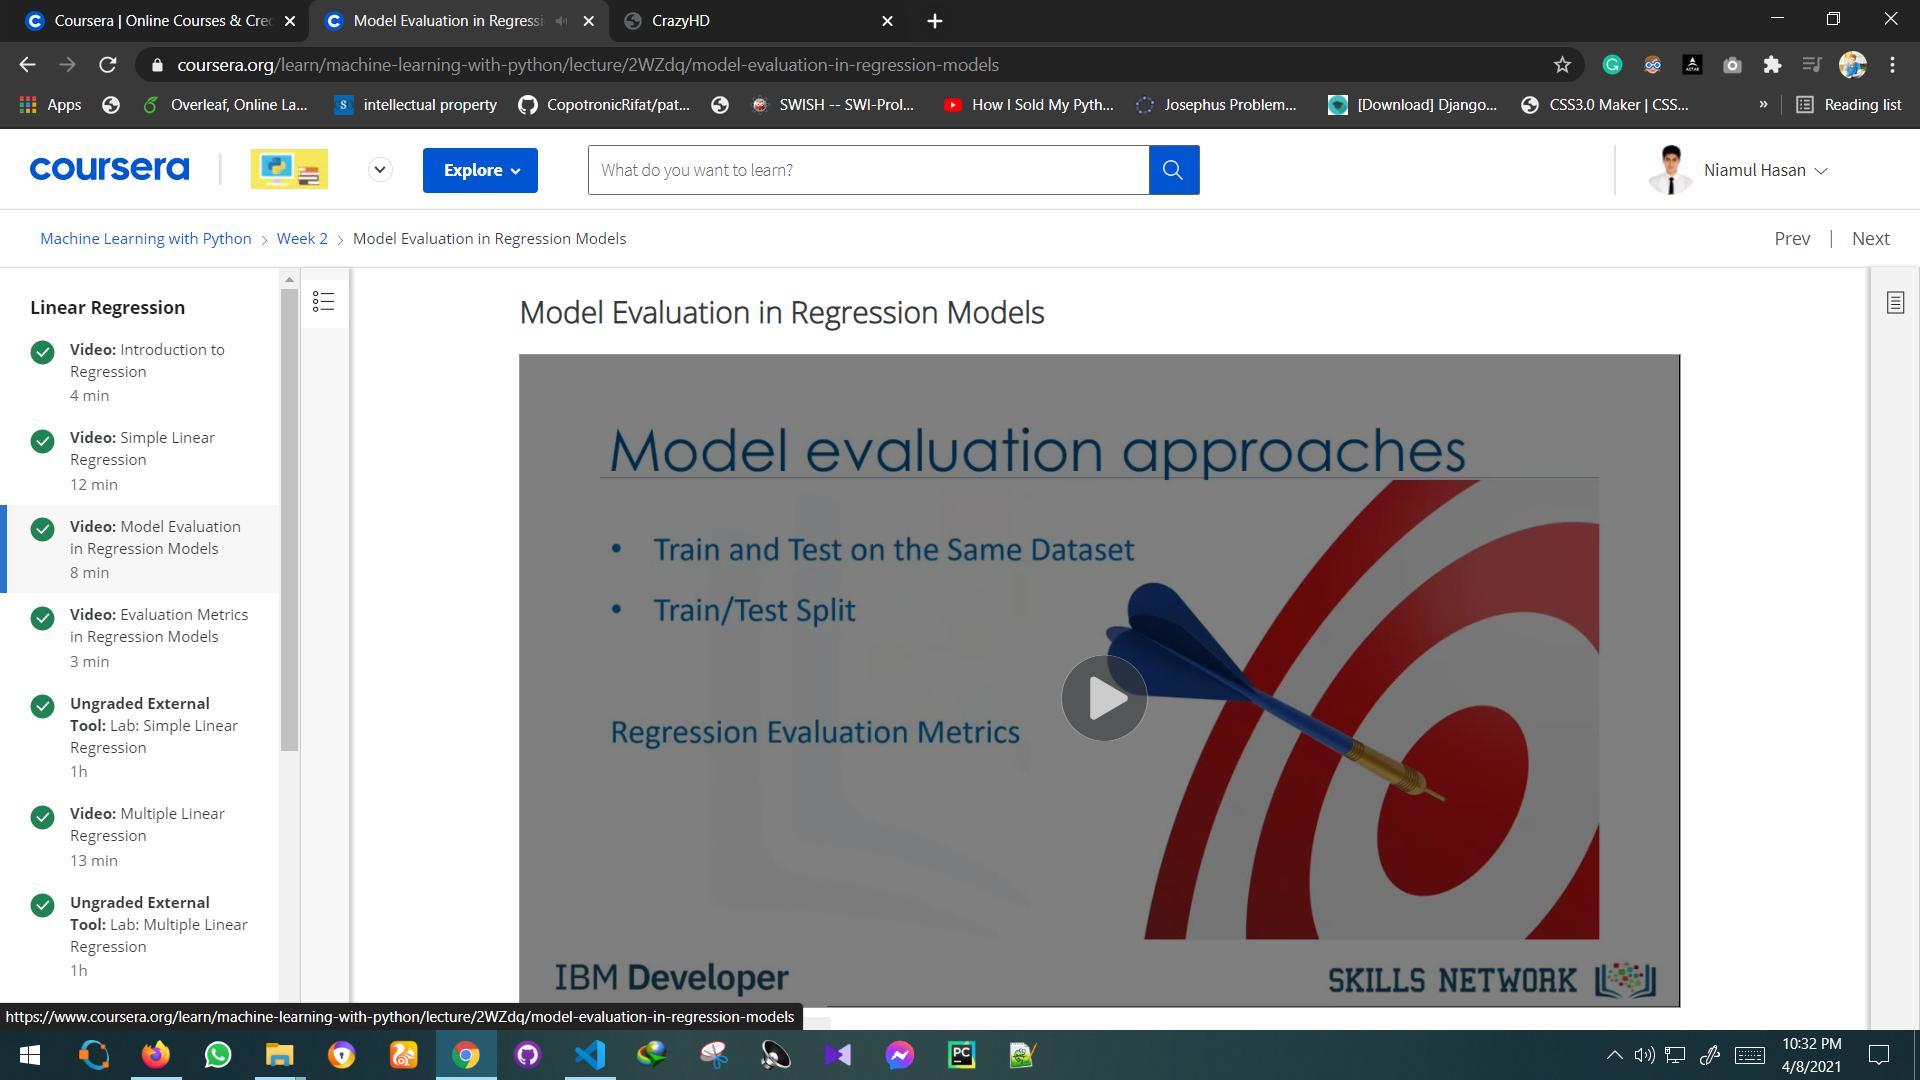 Coursera | Online Courses & Cre
Model Evaluation in Regressi
CrazyHD
coursera.org/learn/machine-learning-with-python/lecture/2WZdq/model-evaluation-in-regression-models
Apps
Overleaf, Online La...
intellectual property
CopotronicRifat/pat...
SWISH -- SWI-Prol...
How I Sold My Pyth...
Josephus Problem...
[Download] Django...
CSS3.0 Maker | CSS...
»
Reading list
coursera
Explore
What do you want to learn?
Niamul Hasan
Machine Learning with Python > Week 2 > Model Evaluation in Regression Models
Prev | Next
Linear Regression
Video: Introduction to
Regression
4 min
Video: Simple Linear
Regression
12 min
Video: Model Evaluation
in Regression Models
8 min
Video: Evaluation Metrics
in Regression Models
3 min
Ungraded External
Tool: Lab: Simple Linear
Regression
1h
Video: Multiple Linear
Regression
13 min
Ungraded External
Tool: Lab: Multiple Linear
Regression
1h
Model Evaluation in Regression Models
Model evaluation approaches
• Train and Test on the Same Dataset
• Train/Test Split
Regression Evaluation Metrics
IBM Developer
SKILLS NETWORK
https://www.coursera.org/learn/machine-learning-with-python/lecture/2WZdq/model-evaluation-in-regression-models
PC
10:32 PM
4/8/2021